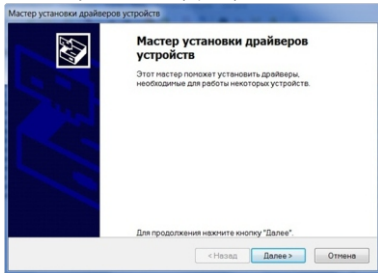 Мастер установки драйверов устройств
Мастер установки драйверов
устройств
Этот мастер поможет установить драйверы,
необходимые для работы некоторых устройств.
Для продолжения нажмите кнопку "Далее".
< Назад
Далее >
Отмена